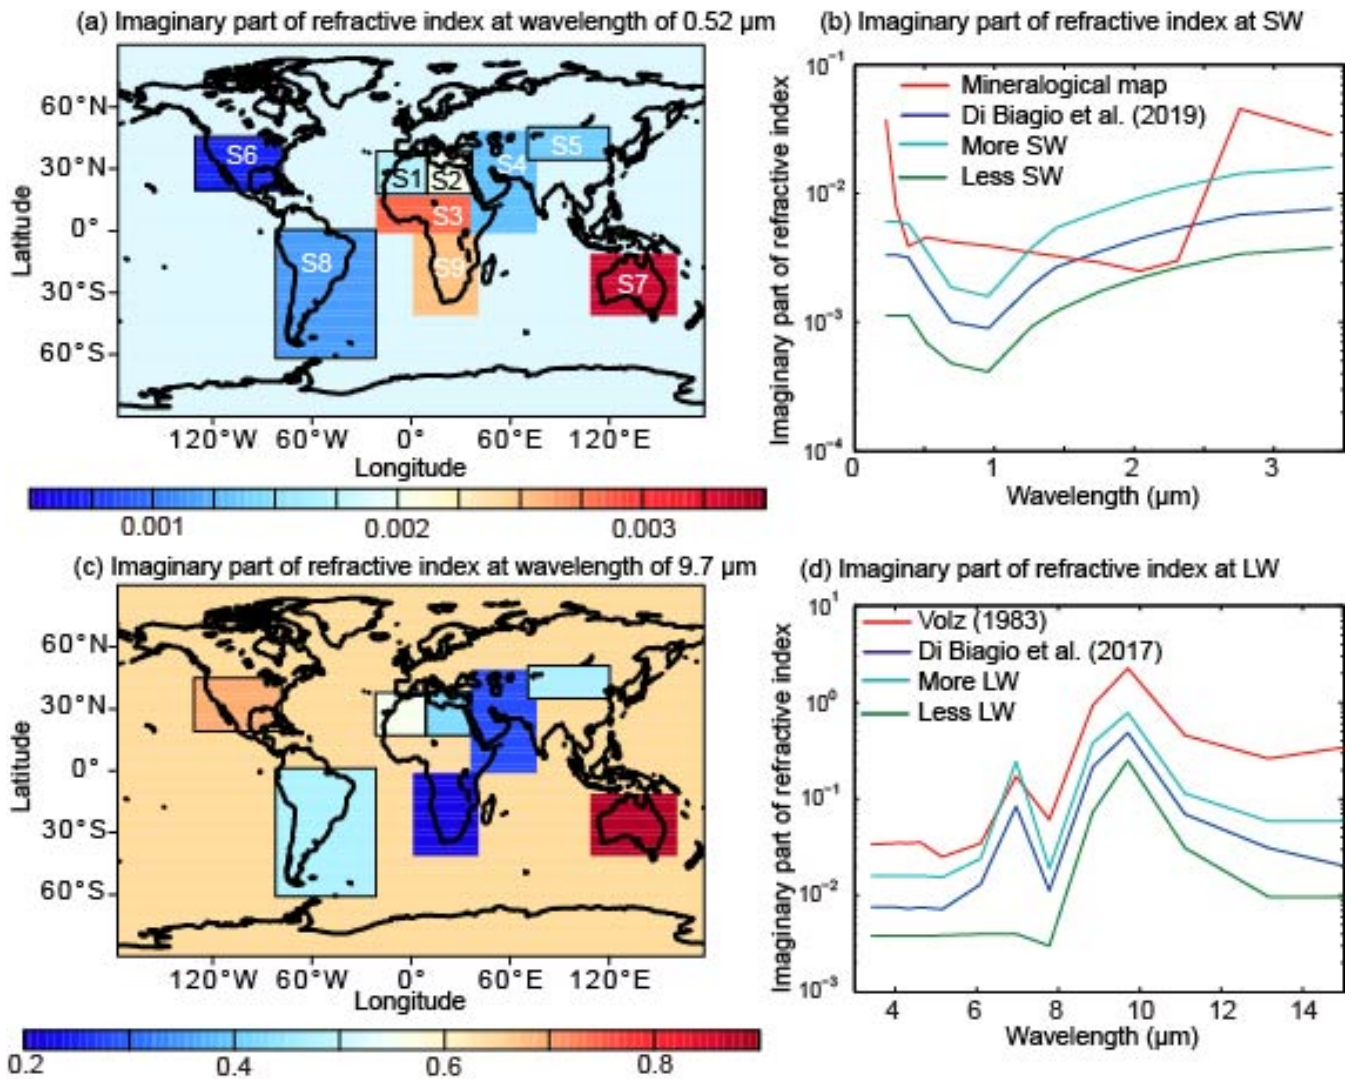 (a) Imaginary part of refractive index at wavelength of 0.52 µm
Latitude
60°N
30°N
0°
30°S
60°S
S6
S5
S4
S1
S2
S3
S8
S9
S7
120°W 60°W 0° 60°E 120°E
Longitude
0.001 0.002 0.003
(b) Imaginary part of refractive index at SW
Imaginary part of refractive index
10⁻¹
10⁻²
10⁻³
10⁻⁴
Mineralogical map
Di Biagio et al. (2019)
More SW
Less SW
0 1 2 3
Wavelength (µm)
(c) Imaginary part of refractive index at wavelength of 9.7 µm
Latitude
60°N
30°N
0°
30°S
60°S
120°W 60°W 0° 60°E 120°E
Longitude
0.2 0.4 0.6 0.8
(d) Imaginary part of refractive index at LW
Imaginary part of refractive index
10¹
10⁰
10⁻¹
10⁻²
10⁻³
Volz (1983)
Di Biagio et al. (2017)
More LW
Less LW
4 6 8 10 12 14
Wavelength (µm)